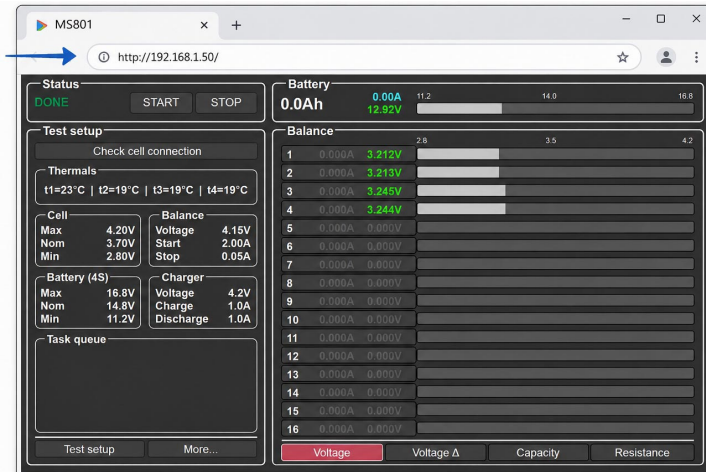 MS801
http://192.168.1.50/
Status
DONE START STOP
Test setup
Check cell connection
Thermals
t1=23°C | t2=19°C | t3=19°C | t4=19°C
Cell
Max 4.20V
Nom 3.70V
Min 2.80V
Balance
Voltage 4.15V
Start 2.00A
Stop 0.05A
Battery (4S)
Max 16.8V
Nom 14.8V
Min 11.2V
Charger
Voltage 4.2V
Charge 1.0A
Discharge 1.0A
Task queue
Test setup More...
Battery
0.0Ah 0.00A
12.92V
11.2 14.0 16.8
Balance
2.8 3.5 4.2
1 0.000A 3.212V
2 0.000A 3.213V
3 0.000A 3.245V
4 0.000A 3.244V
5 0.000A 0.000V
6 0.000A 0.000V
7 0.000A 0.000V
8 0.000A 0.000V
9 0.000A 0.000V
10 0.000A 0.000V
11 0.000A 0.000V
12 0.000A 0.000V
13 0.000A 0.000V
14 0.000A 0.000V
15 0.000A 0.000V
16 0.000A 0.000V
Voltage Voltage Δ Capacity Resistance